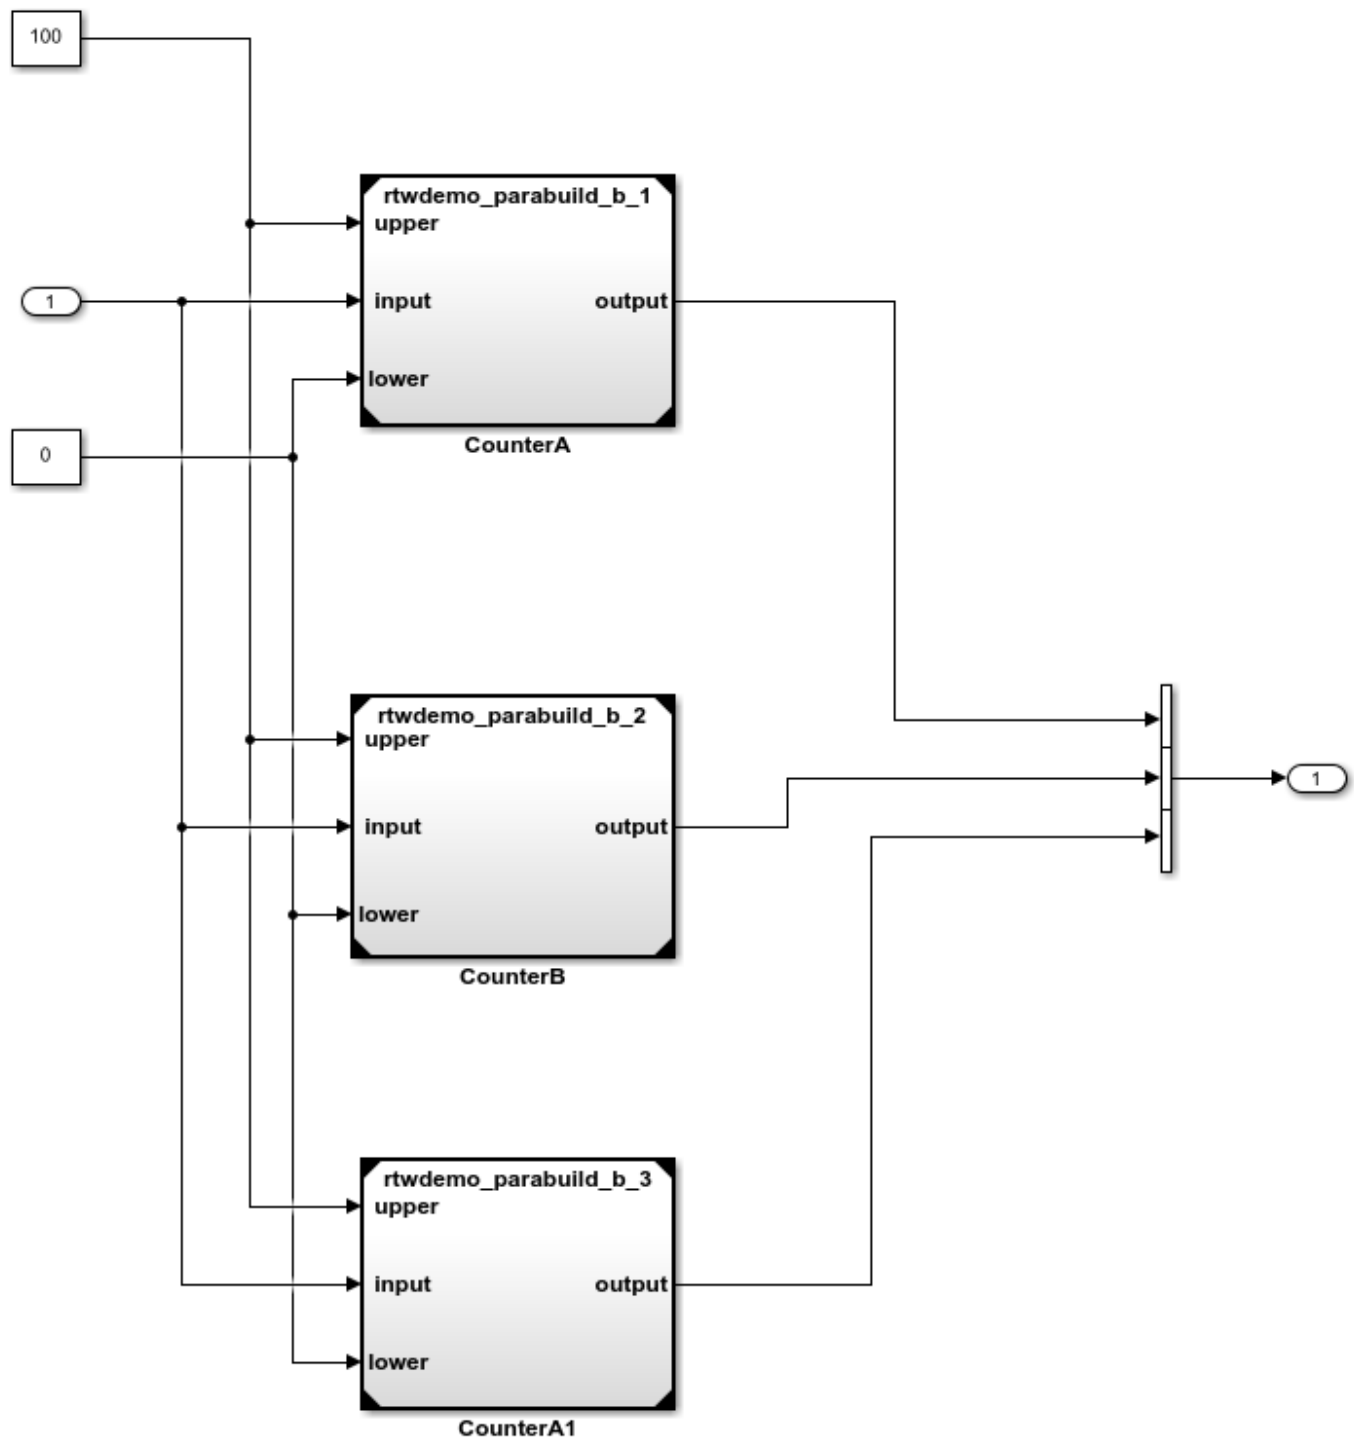 100
rtwdemo_parabuild_b_1
upper
1
input
output
lower
0
CounterA
rtwdemo_parabuild_b_2
upper
input
output
lower
1
CounterB
rtwdemo_parabuild_b_3
upper
input
output
lower
CounterA1